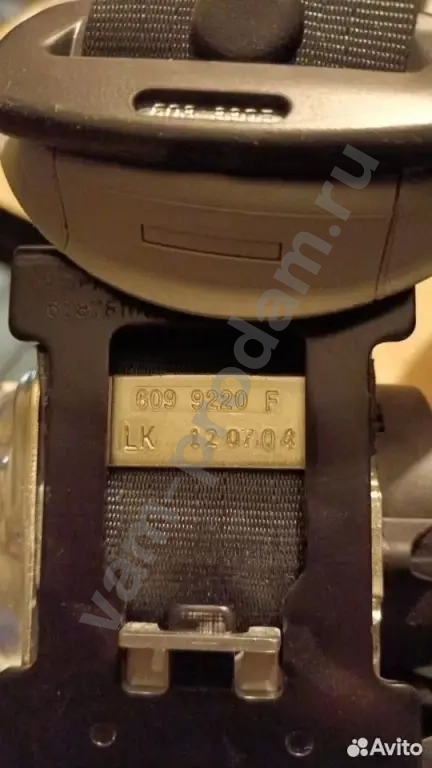 609 9220 F
LK 12 07.04
vam-prodam.ru
Avito